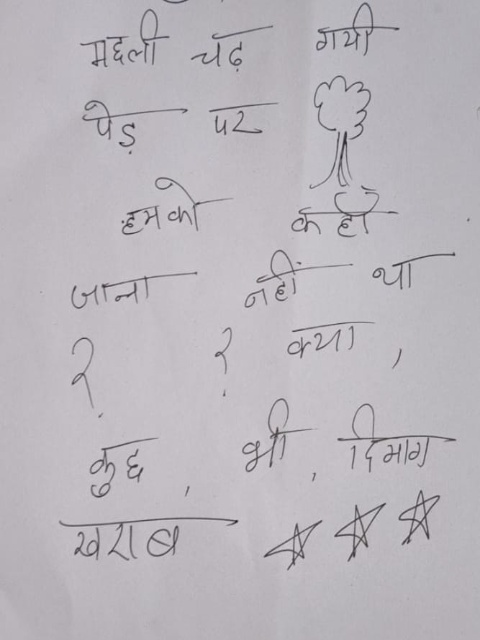 मछली चढ़ गयी
पेड़ पर
हमको कहाँ
जाना नहीं था
? ? क्या ,
कुछ , भी , दिमाग
खराब